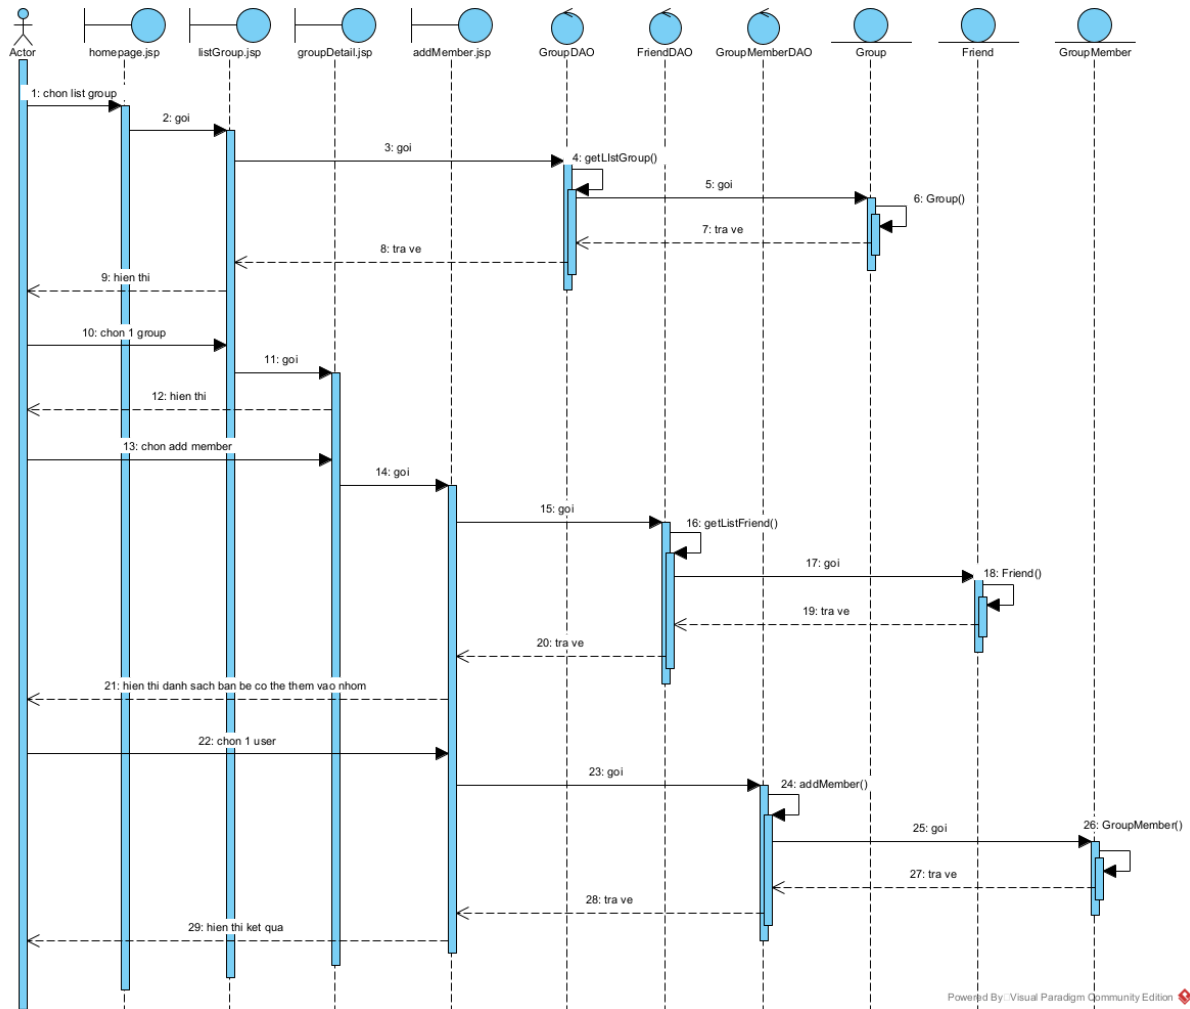 Actor
homepage.jsp
listGroup.jsp
groupDetail.jsp
addMember.jsp
GroupDAO
FriendDAO
GroupMemberDAO
Group
Friend
GroupMember
1: chon list group
2: goi
3: goi
4: getLIstGroup()
5: goi
6: Group()
7: tra ve
8: tra ve
9: hien thi
10: chon 1 group
11: goi
12: hien thi
13: chon add member
14: goi
15: goi
16: getListFriend()
17: goi
18: Friend()
19: tra ve
20: tra ve
21: hien thi danh sach ban be co the them vao nhom
22: chon 1 user
23: goi
24: addMember()
25: goi
26: GroupMember()
27: tra ve
28: tra ve
29: hien thi ket qua
Powered By Visual Paradigm Community Edition